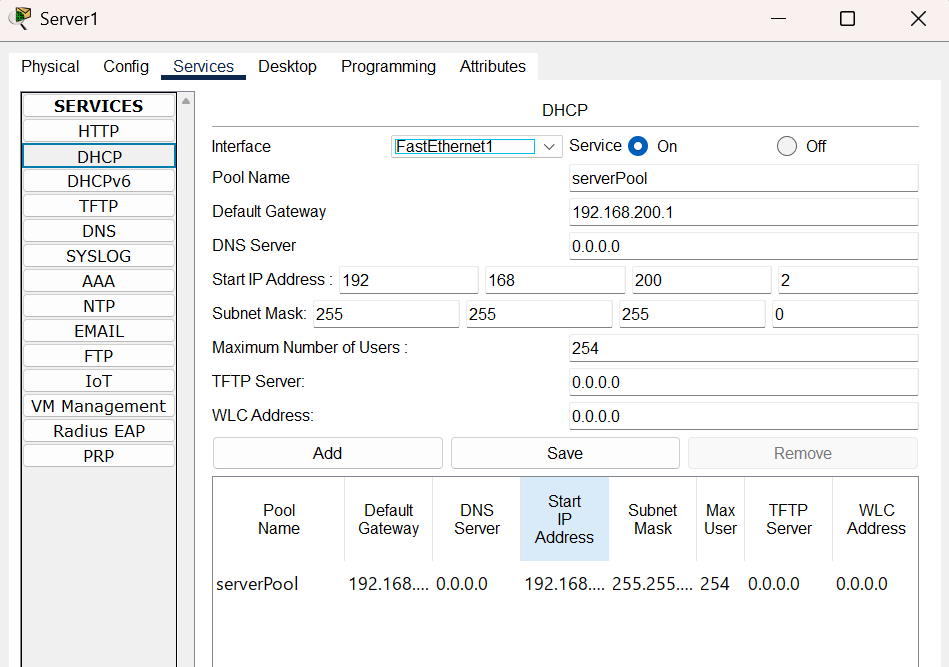 Server1
Physical Config Services Desktop Programming Attributes
SERVICES
HTTP
DHCP
DHCPv6
TFTP
DNS
SYSLOG
AAA
NTP
EMAIL
FTP
IoT
VM Management
Radius EAP
PRP
DHCP
Interface FastEthernet1 Service On Off
Pool Name serverPool
Default Gateway 192.168.200.1
DNS Server 0.0.0.0
Start IP Address : 192 168 200 2
Subnet Mask: 255 255 255 0
Maximum Number of Users : 254
TFTP Server: 0.0.0.0
WLC Address: 0.0.0.0
Add Save Remove
Pool Name Default Gateway DNS Server Start IP Address Subnet Mask Max User TFTP Server WLC Address
serverPool 192.168.... 0.0.0.0 192.168.... 255.255.... 254 0.0.0.0 0.0.0.0